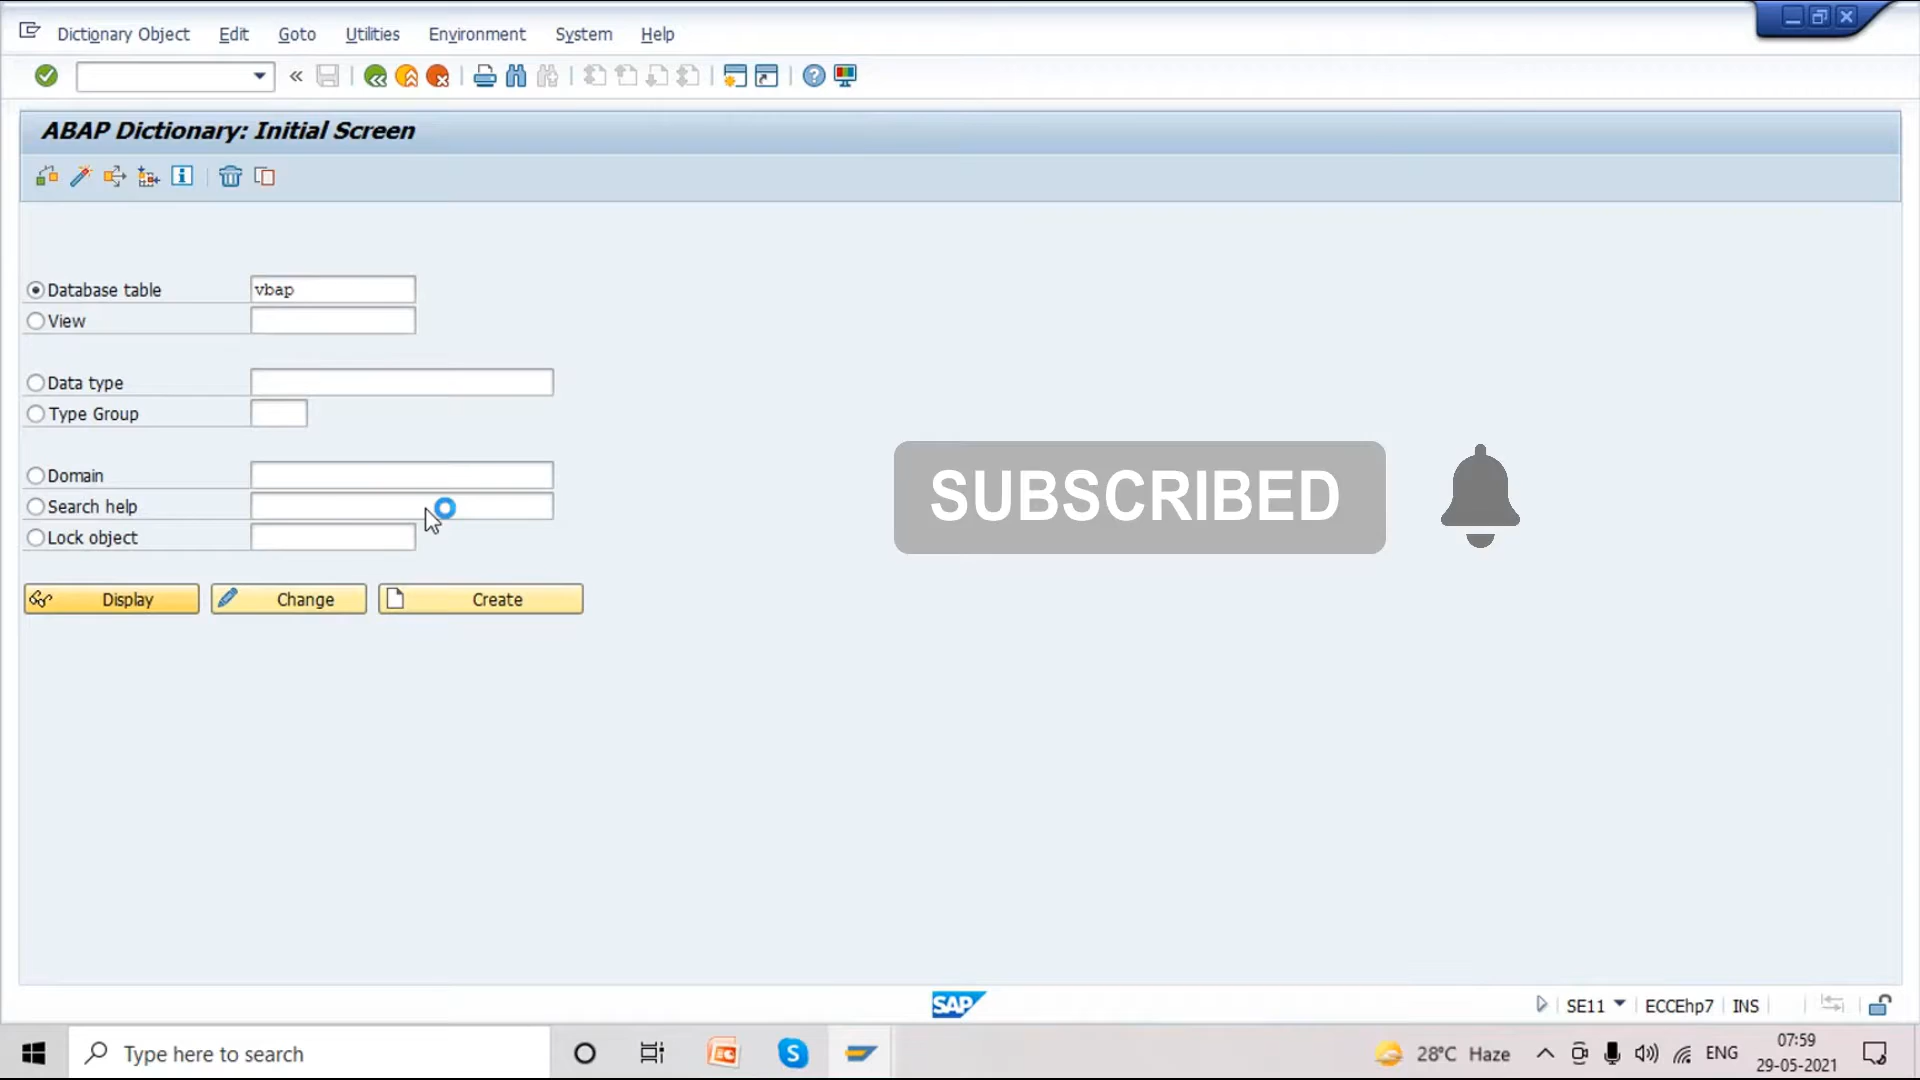 Dictionary Object Edit Goto Utilities Environment System Help
ABAP Dictionary: Initial Screen
Database table vbap
View
Data type
Type Group
Domain
Search help
Lock object
Display Change Create
SUBSCRIBED
SAP
SE11 ECCEhp7 INS
Type here to search
28°C Haze ENG 07:59
29-05-2021